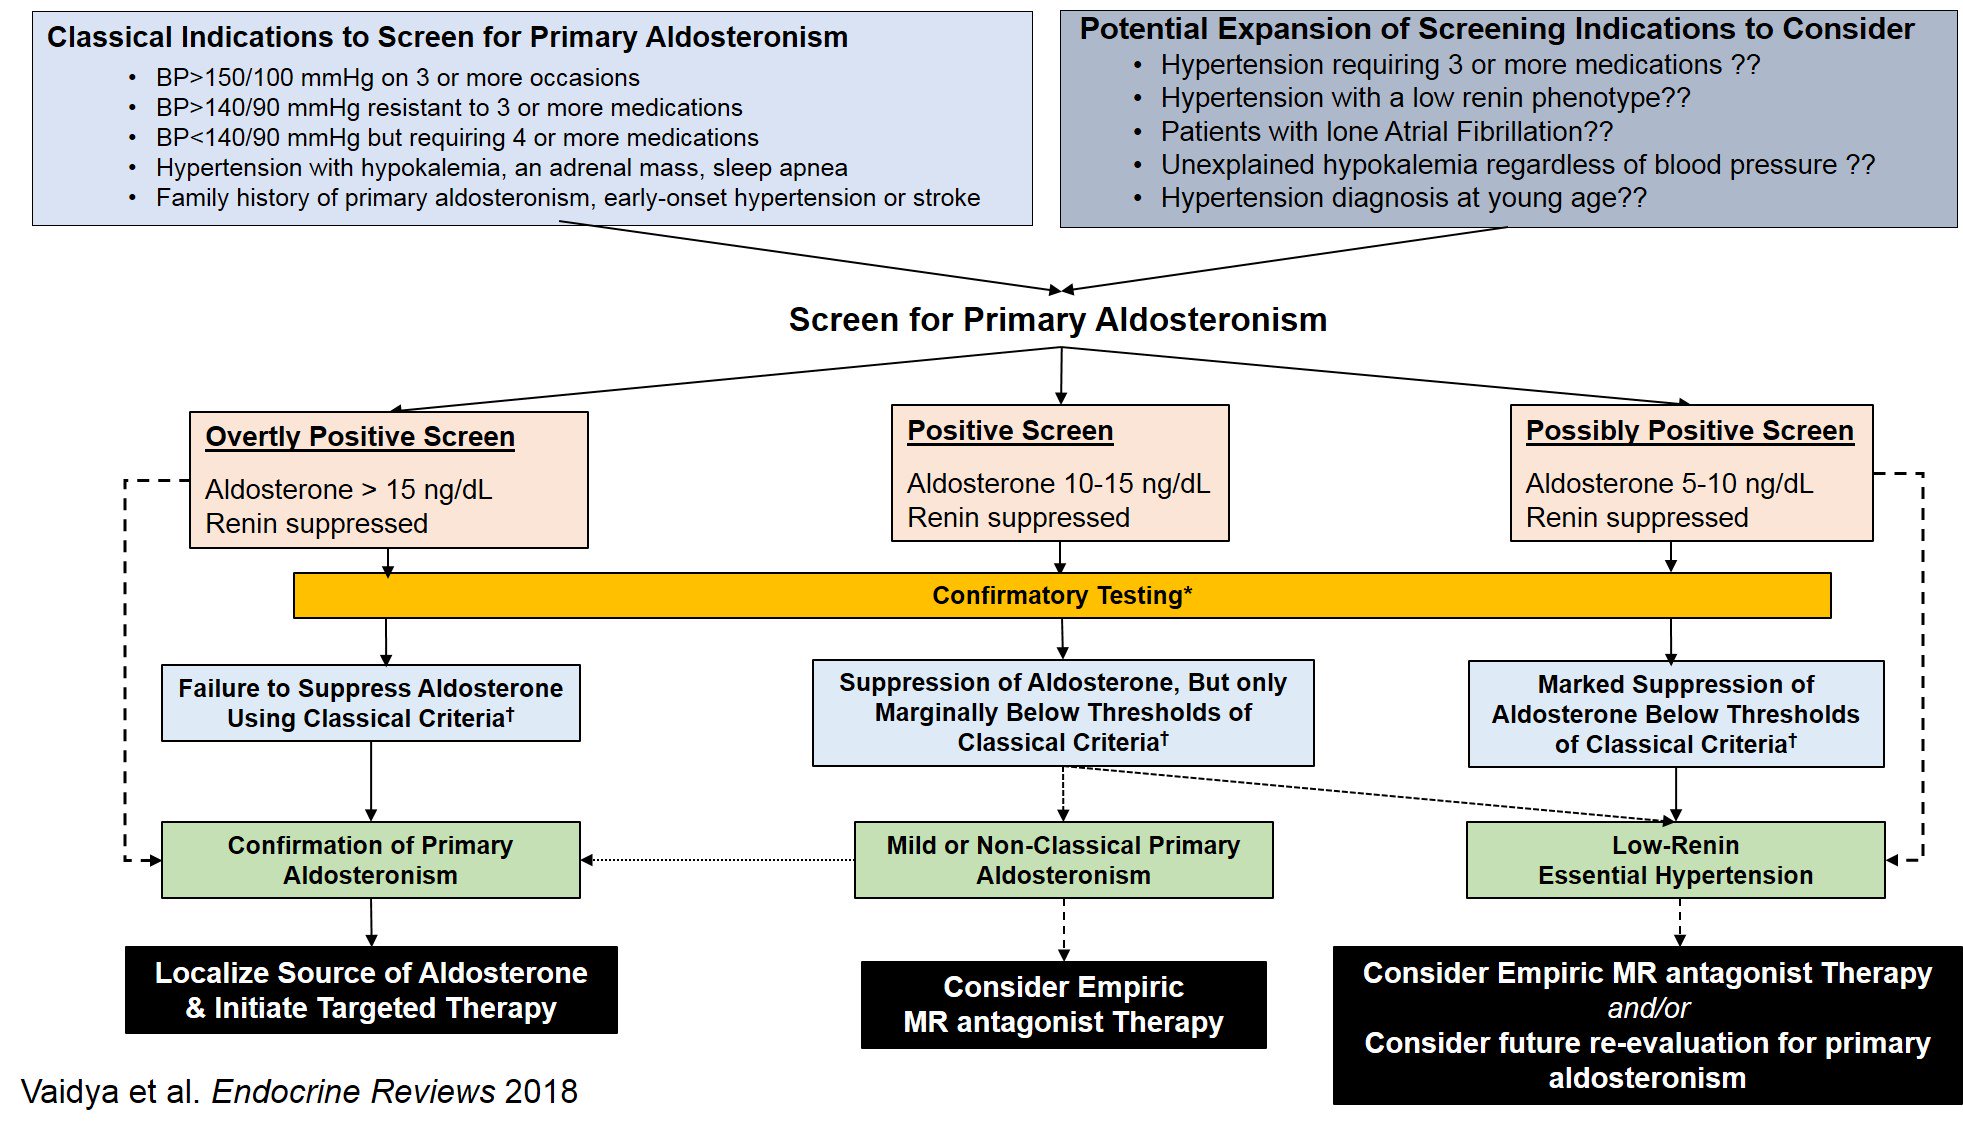 Classical Indications to Screen for Primary Aldosteronism
• BP>150/100 mmHg on 3 or more occasions
• BP>140/90 mmHg resistant to 3 or more medications
• BP<140/90 mmHg but requiring 4 or more medications
• Hypertension with hypokalemia, an adrenal mass, sleep apnea
• Family history of primary aldosteronism, early-onset hypertension or stroke
Potential Expansion of Screening Indications to Consider
• Hypertension requiring 3 or more medications ??
• Hypertension with a low renin phenotype??
• Patients with lone Atrial Fibrillation??
• Unexplained hypokalemia regardless of blood pressure ??
• Hypertension diagnosis at young age??
Screen for Primary Aldosteronism
Overtly Positive Screen
Aldosterone > 15 ng/dL
Renin suppressed
Positive Screen
Aldosterone 10-15 ng/dL
Renin suppressed
Possibly Positive Screen
Aldosterone 5-10 ng/dL
Renin suppressed
Confirmatory Testing*
Failure to Suppress Aldosterone
Using Classical Criteria†
Suppression of Aldosterone, But only
Marginally Below Thresholds of
Classical Criteria†
Marked Suppression of
Aldosterone Below Thresholds
of Classical Criteria†
Confirmation of Primary
Aldosteronism
Mild or Non-Classical Primary
Aldosteronism
Low-Renin
Essential Hypertension
Localize Source of Aldosterone
& Initiate Targeted Therapy
Consider Empiric
MR antagonist Therapy
Consider Empiric MR antagonist Therapy
and/or
Consider future re-evaluation for primary
aldosteronism
Vaidya et al. Endocrine Reviews 2018